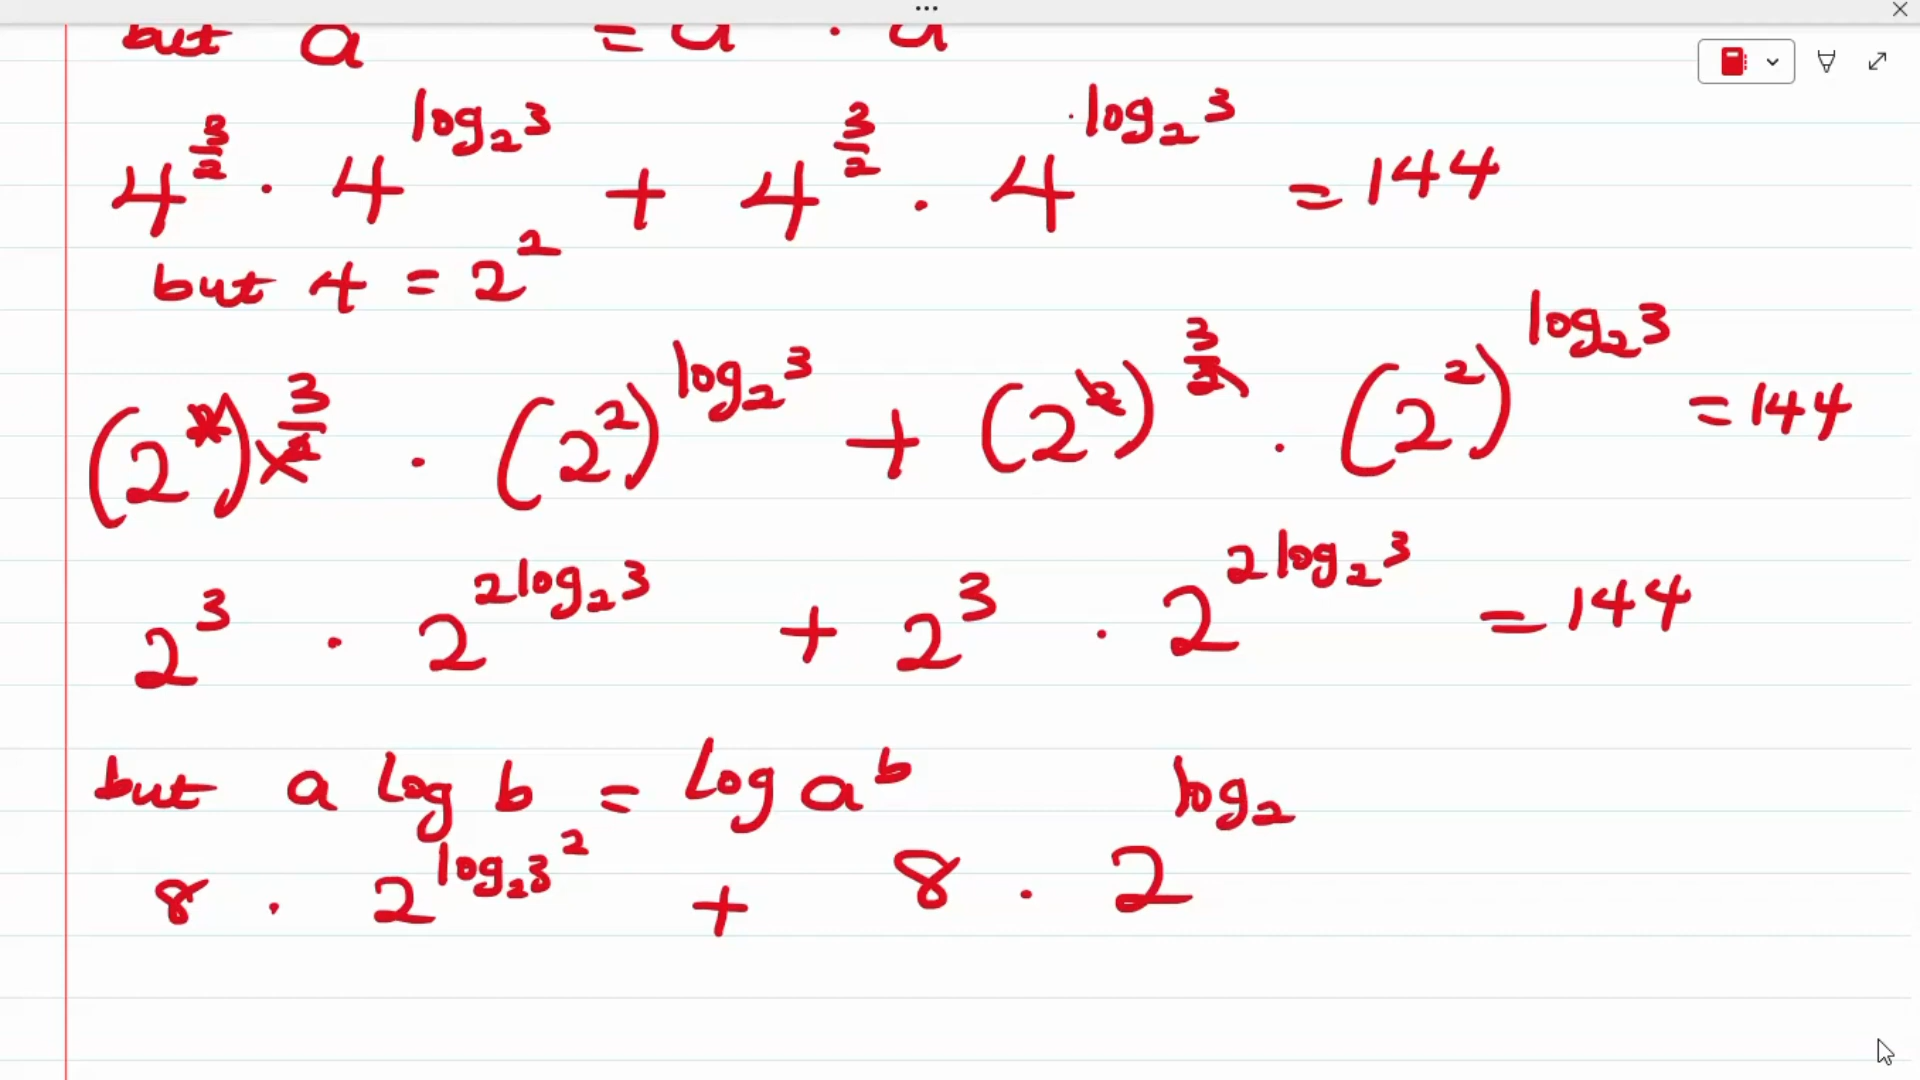 but a = a · a
4^(3/2) · 4^(log₂3) + 4^(3/2) · 4^(log₂3) = 144
but 4 = 2²
(2²)^(3/2) · (2²)^(log₂3) + (2²)^(3/2) · (2²)^(log₂3) = 144
2³ · 2^(2log₂3) + 2³ · 2^(2log₂3) = 144
but a log b = log a^b
8 · 2^(log₂3²) + 8 · 2^(log₂